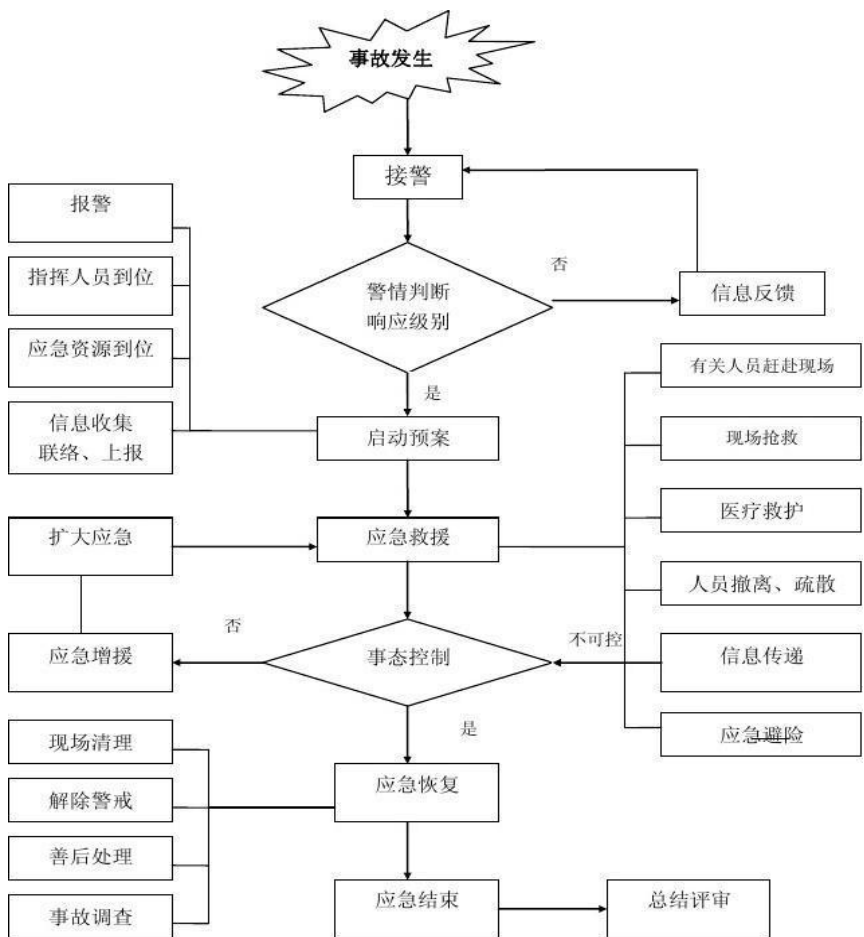 事故发生
接警
报警
指挥人员到位
应急资源到位
信息收集
联络、上报
警情判断
响应级别
否
信息反馈
是
启动预案
有关人员赶赴现场
现场抢救
医疗救护
人员撤离、疏散
信息传递
应急避险
扩大应急
应急救援
应急增援
否
事态控制
不可控
是
现场清理
解除警戒
善后处理
事故调查
应急恢复
应急结束
总结评审